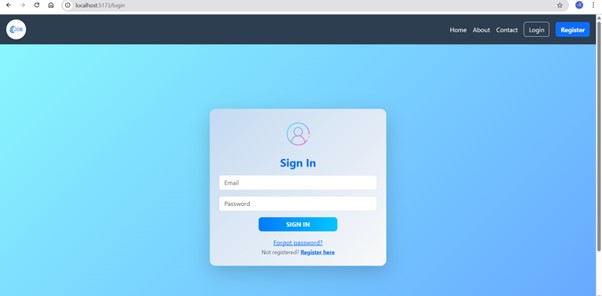 localhost:5173/login
Home About Contact Login Register
Sign In
Email
Password
SIGN IN
Forgot password?
Not registered? Register here